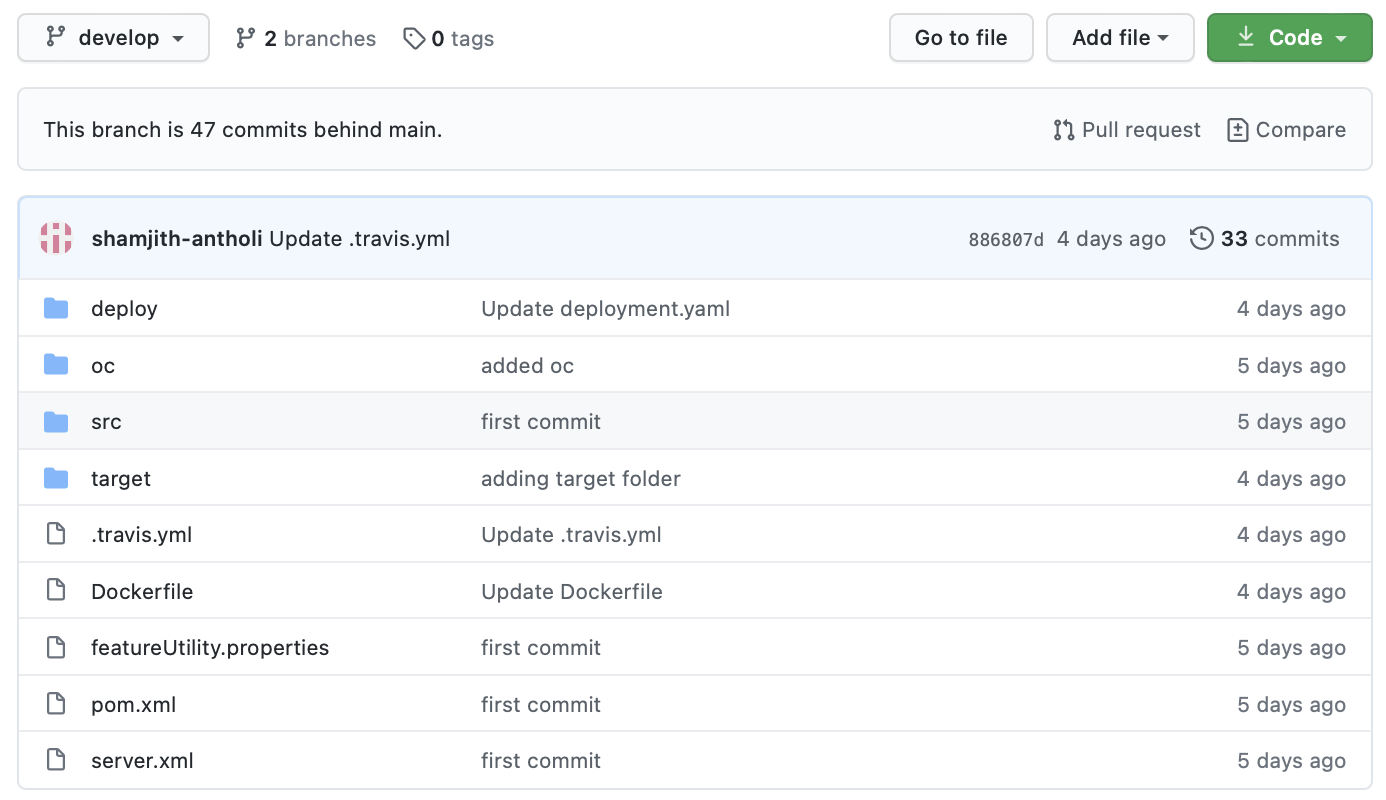 develop 2 branches 0 tags Go to file Add file Code
This branch is 47 commits behind main. Pull request Compare
shamjith-antholi Update .travis.yml 886807d 4 days ago 33 commits
deploy Update deployment.yaml 4 days ago
oc added oc 5 days ago
src first commit 5 days ago
target adding target folder 4 days ago
.travis.yml Update .travis.yml 4 days ago
Dockerfile Update Dockerfile 4 days ago
featureUtility.properties first commit 5 days ago
pom.xml first commit 5 days ago
server.xml first commit 5 days ago